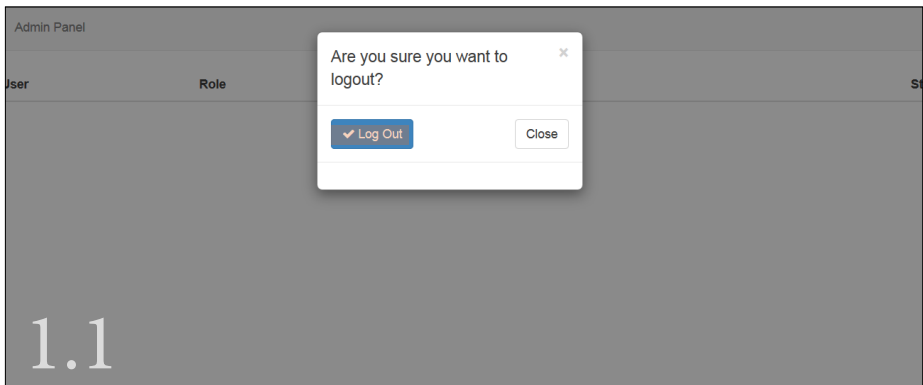 Admin Panel
Are you sure you want to
logout?
×
User Role St
Log Out Close
1.1